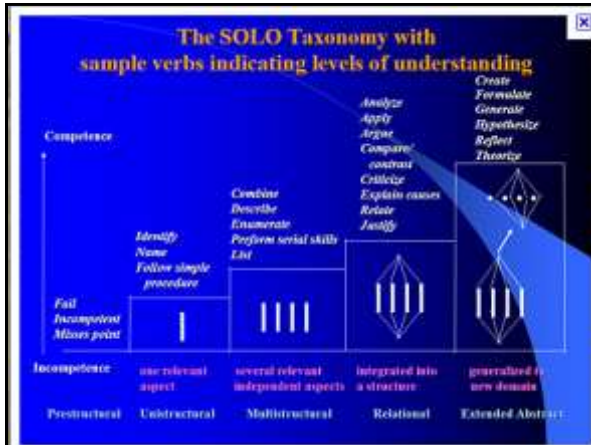 The SOLO Taxonomy with
sample verbs indicating levels of understanding
Competence
Fail
Incompetent
Misses point
Identify
Name
Follow simple
procedure
Combine
Describe
Enumerate
Perform serial skills
List
Analyze
Apply
Argue
Compare/
contrast
Criticize
Explain causes
Relate
Justify
Create
Formulate
Generate
Hypothesize
Reflect
Theorize
Incompetence
one relevant
aspect
several relevant
independent aspects
integrated into
a structure
generalized to
new domain
Prestructural
Unistructural
Multistructural
Relational
Extended Abstract